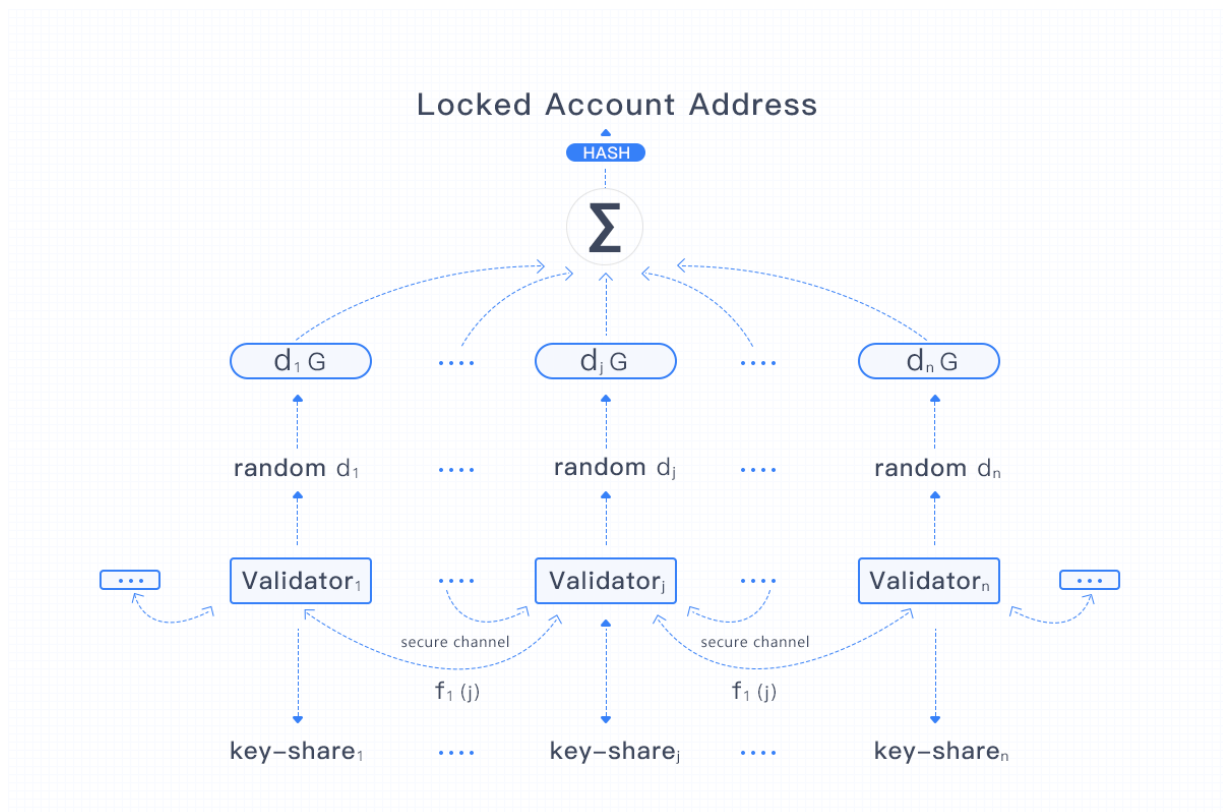 Locked Account Address
HASH
Σ
d₁ G .... dⱼ G .... dₙ G
random d₁ .... random dⱼ .... random dₙ
... Validator₁ .... Validatorⱼ .... Validatorₙ ...
secure channel secure channel
f₁ (j) f₁ (j)
key-share₁ .... key-shareⱼ .... key-shareₙ